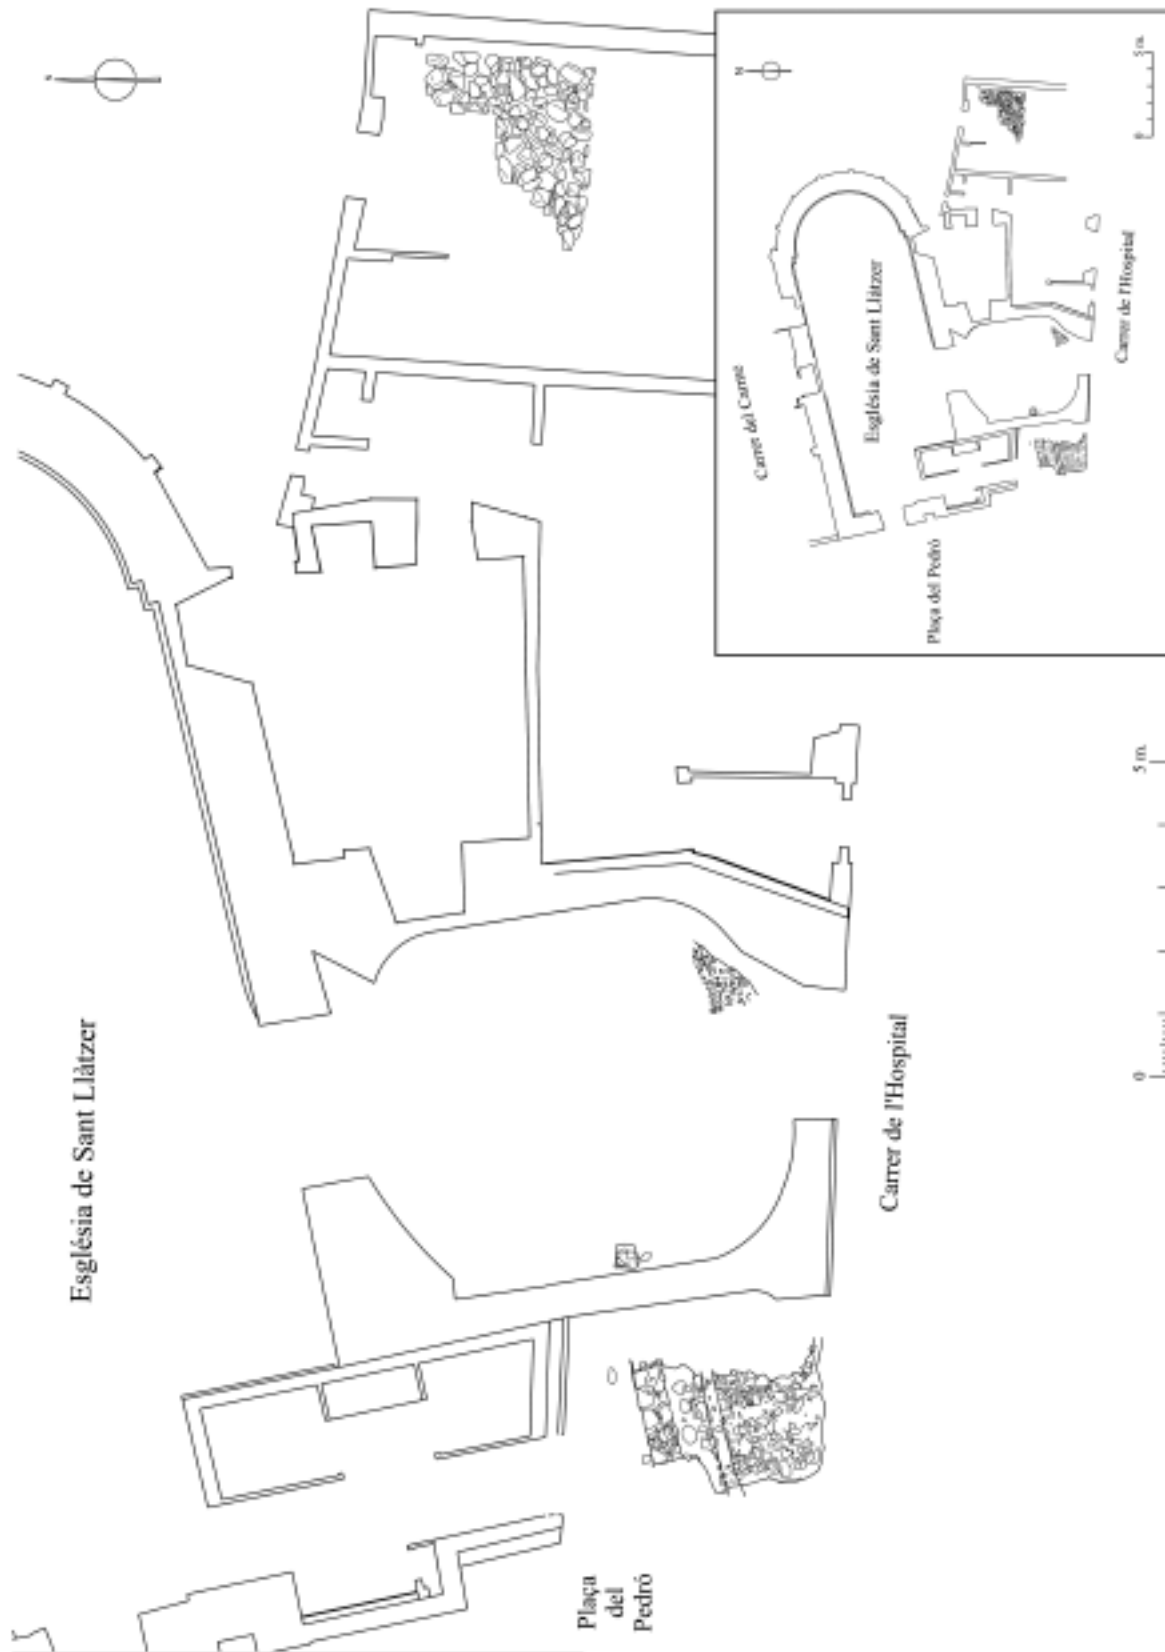 Església de Sant Llàtzer
Carrer de l'Hospital
Plaça
del
Pedró
0
5 m.
N
Carrer del Carme
Església de Sant Llàtzer
Plaça del Pedró
Carrer de l'Hospital
0
5 m.